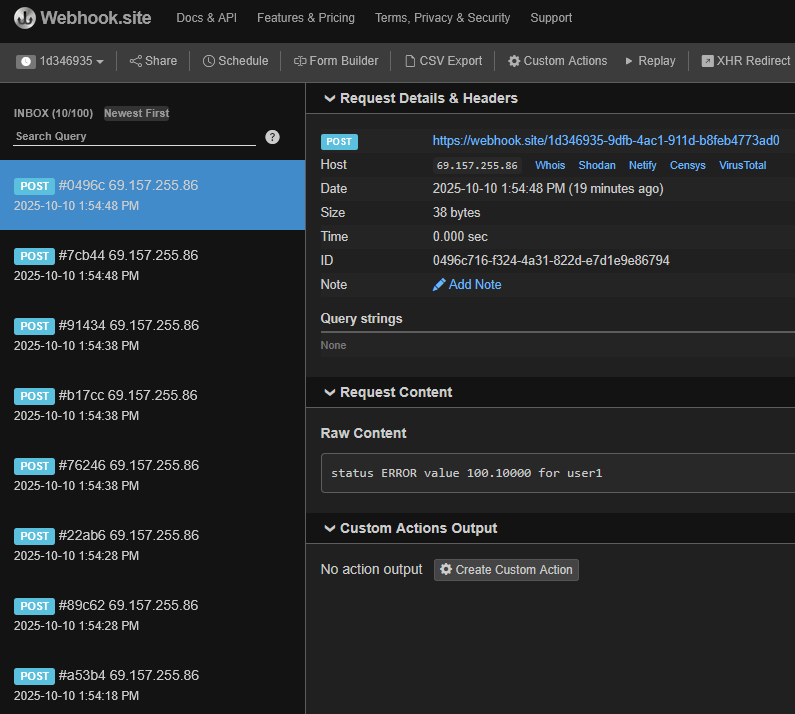 Webhook.site Docs & API Features & Pricing Terms, Privacy & Security Support
1d346935 Share Schedule Form Builder CSV Export Custom Actions Replay XHR Redirect
INBOX (10/100) Newest First
Search Query ?
POST #0496c 69.157.255.86
2025-10-10 1:54:48 PM
POST #7cb44 69.157.255.86
2025-10-10 1:54:48 PM
POST #91434 69.157.255.86
2025-10-10 1:54:38 PM
POST #b17cc 69.157.255.86
2025-10-10 1:54:38 PM
POST #76246 69.157.255.86
2025-10-10 1:54:38 PM
POST #22ab6 69.157.255.86
2025-10-10 1:54:28 PM
POST #89c62 69.157.255.86
2025-10-10 1:54:28 PM
POST #a53b4 69.157.255.86
2025-10-10 1:54:18 PM
Request Details & Headers
POST https://webhook.site/1d346935-9dfb-4ac1-911d-b8feb4773ad0
Host 69.157.255.86 Whois Shodan Netify Censys VirusTotal
Date 2025-10-10 1:54:48 PM (19 minutes ago)
Size 38 bytes
Time 0.000 sec
ID 0496c716-f324-4a31-822d-e7d1e9e86794
Note Add Note
Query strings
None
Request Content
Raw Content
status ERROR value 100.10000 for user1
Custom Actions Output
No action output Create Custom Action